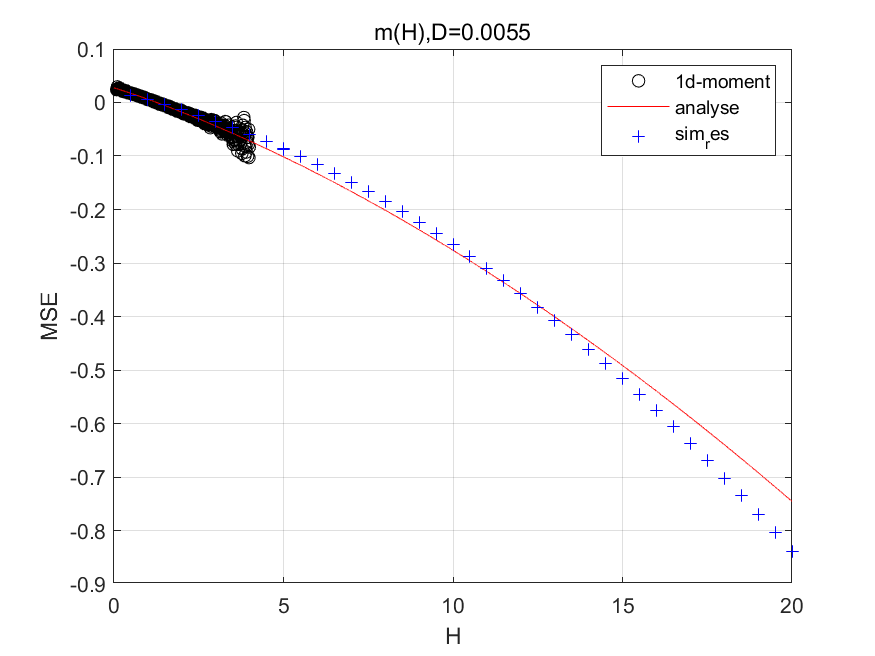 m(H),D=0.0055
0.1
0
-0.1
-0.2
-0.3
-0.4
-0.5
-0.6
-0.7
-0.8
-0.9
MSE
1d-moment
analyse
sim_res
0 5 10 15 20
H